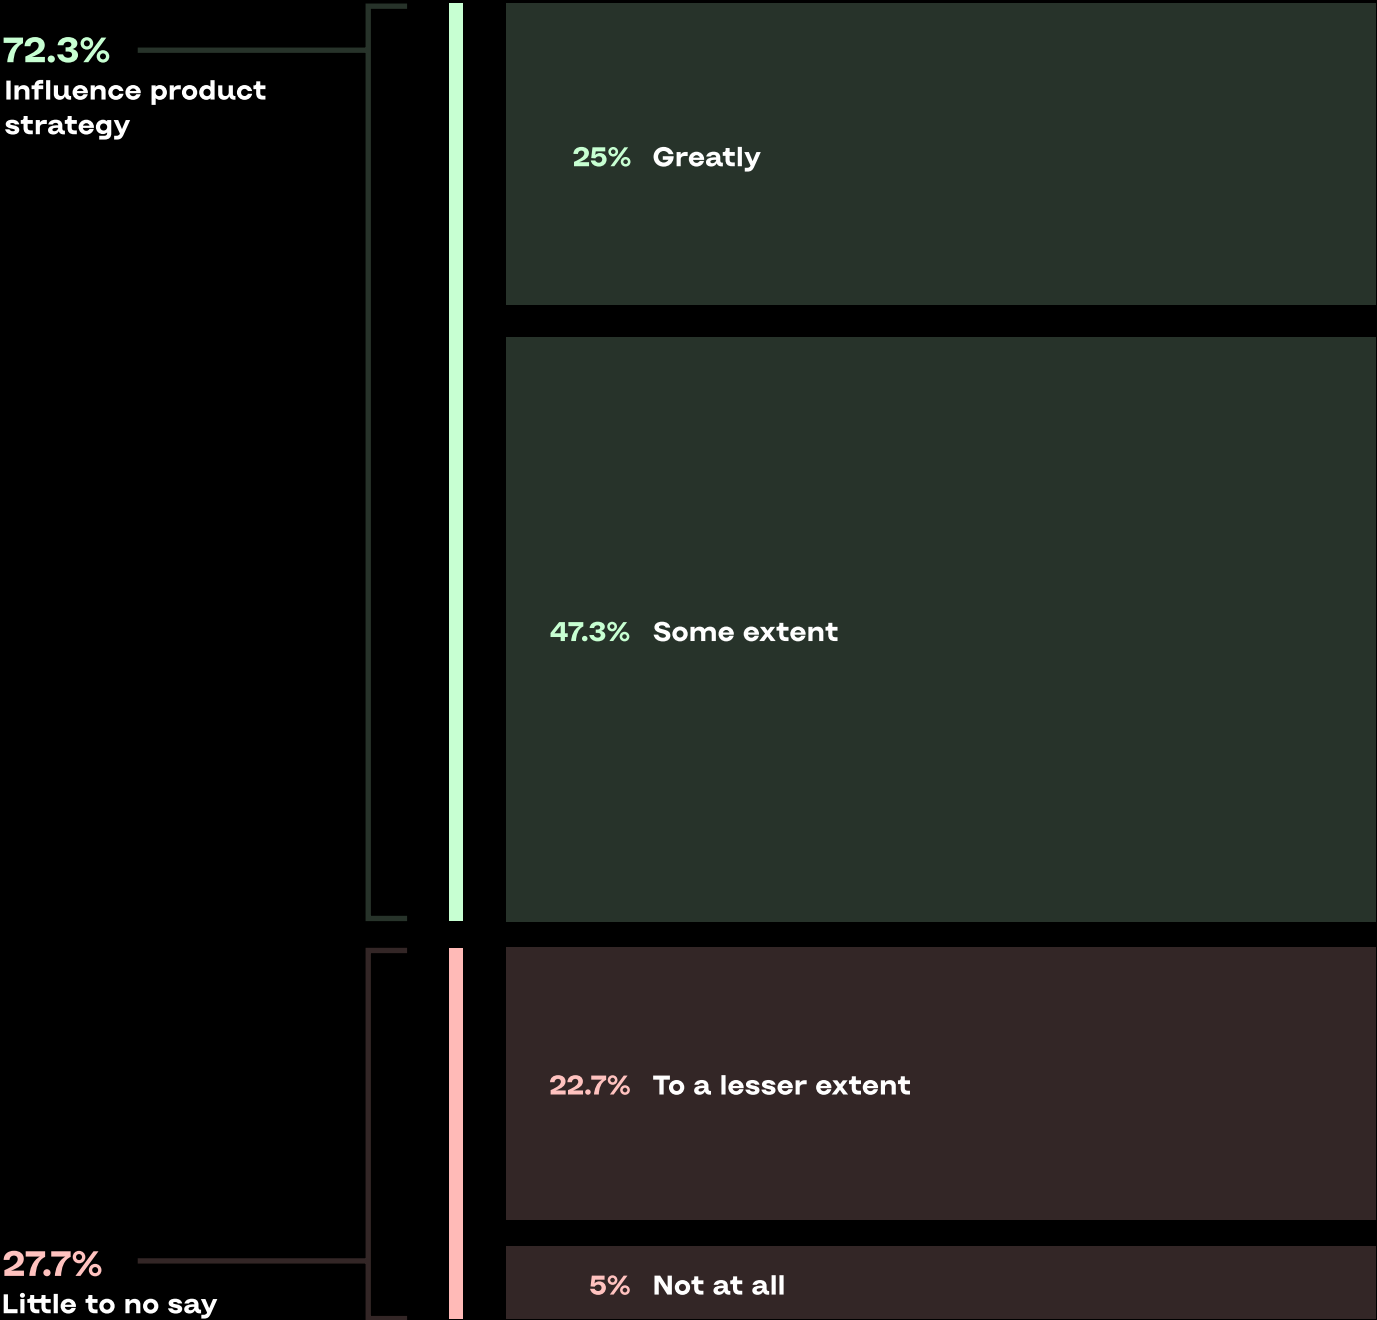 72.3%
Influence product
strategy
25% Greatly
47.3% Some extent
22.7% To a lesser extent
27.7%
Little to no say
5% Not at all